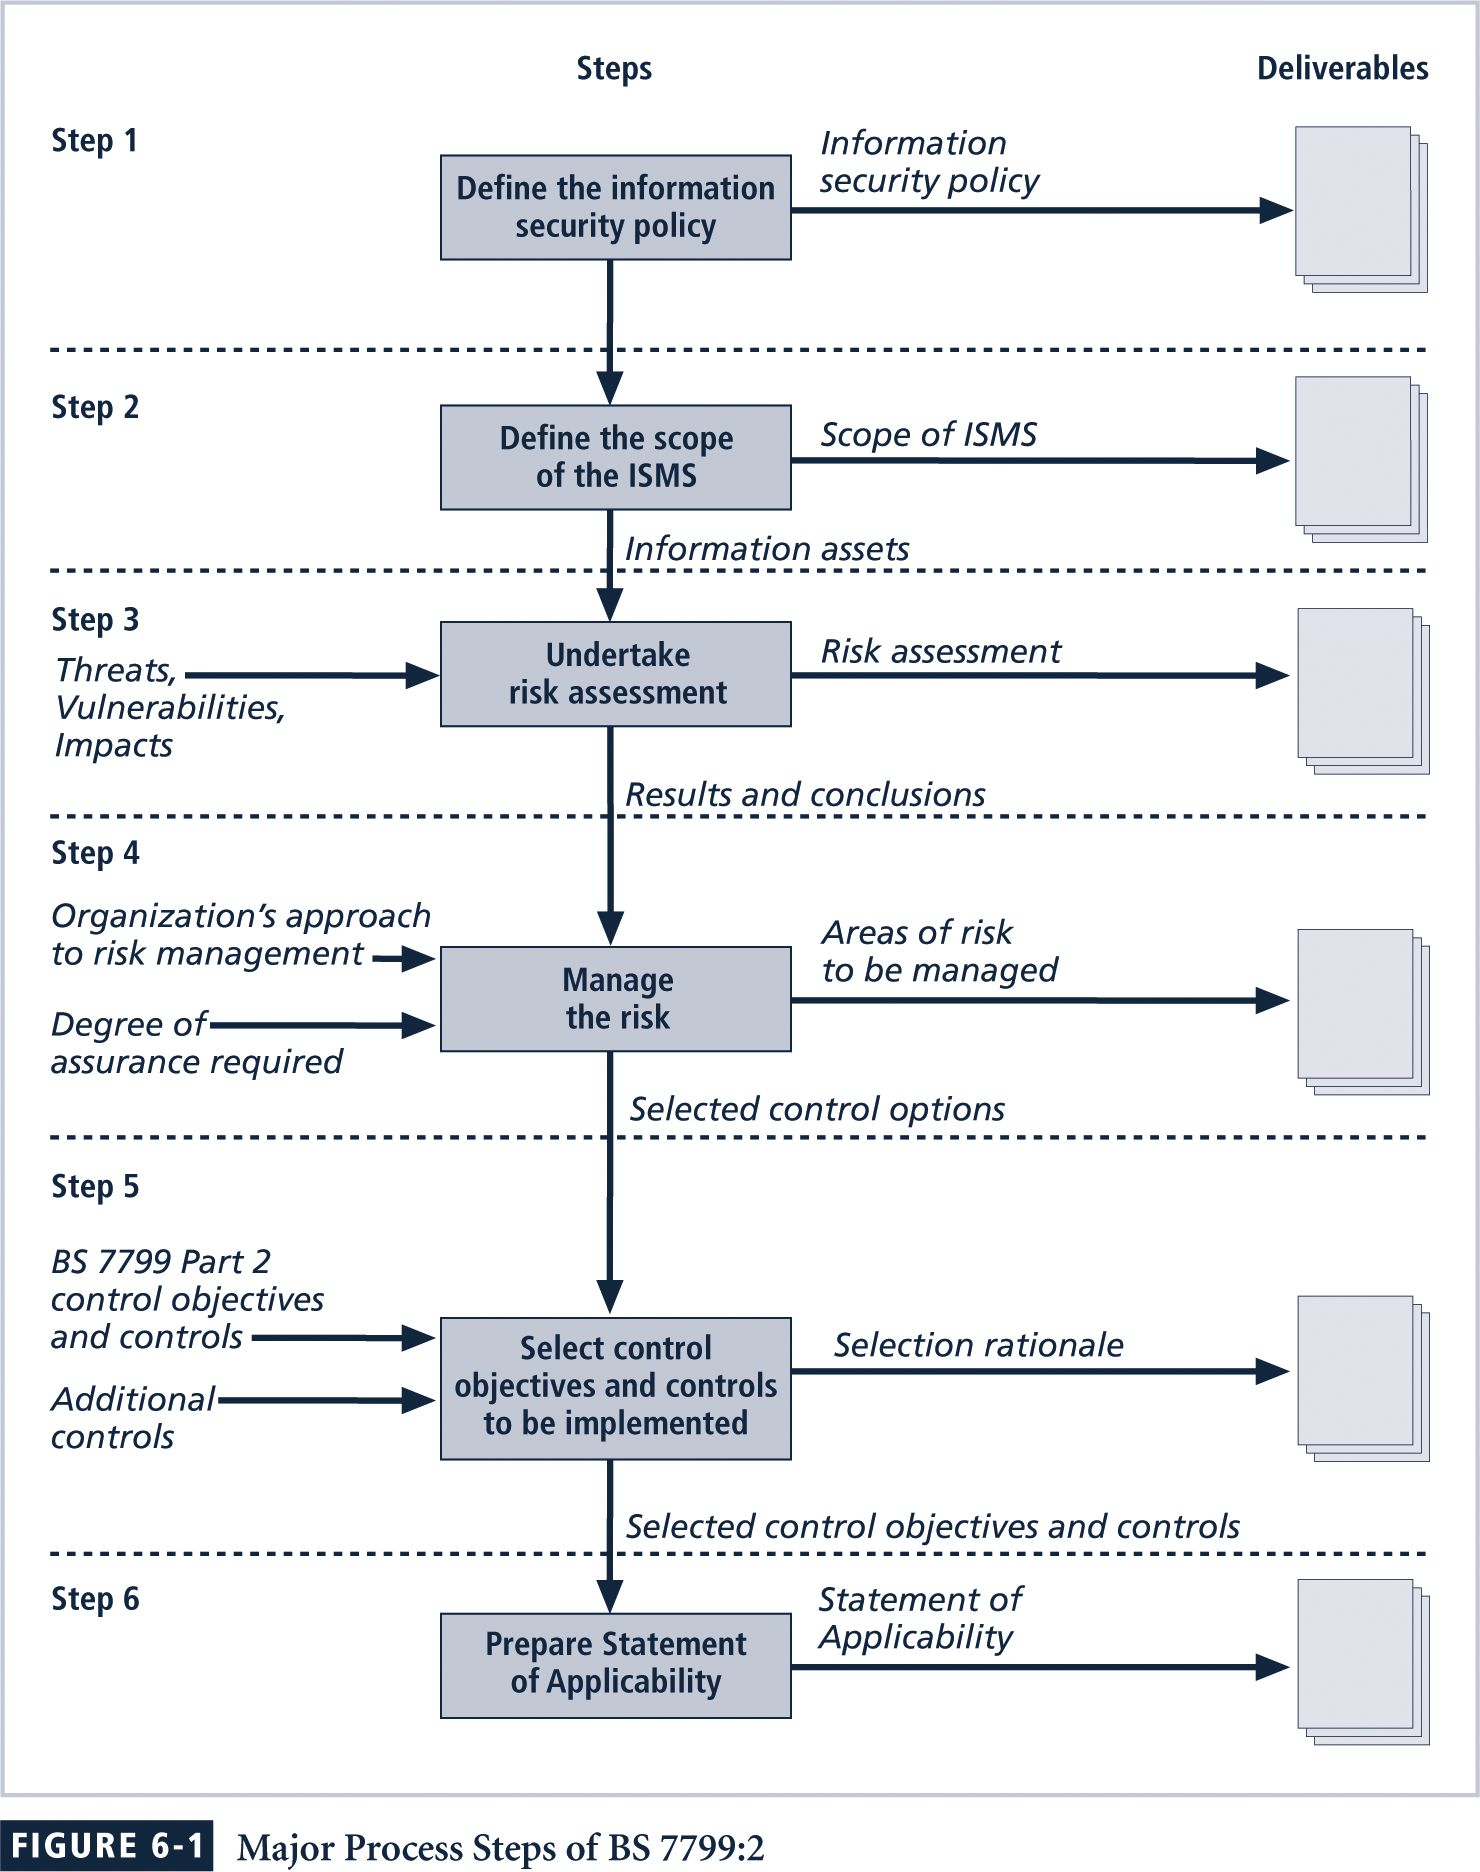 Steps
Deliverables
Step 1
Define the information
security policy
Information
security policy
Step 2
Define the scope
of the ISMS
Scope of ISMS
Information assets
Step 3
Threats,
Vulnerabilities,
Impacts
Undertake
risk assessment
Risk assessment
Results and conclusions
Step 4
Organization’s approach
to risk management
Degree of
assurance required
Manage
the risk
Areas of risk
to be managed
Selected control options
Step 5
BS 7799 Part 2
control objectives
and controls
Additional
controls
Select control
objectives and controls
to be implemented
Selection rationale
Selected control objectives and controls
Step 6
Prepare Statement
of Applicability
Statement of
Applicability
FIGURE 6-1 Major Process Steps of BS 7799:2